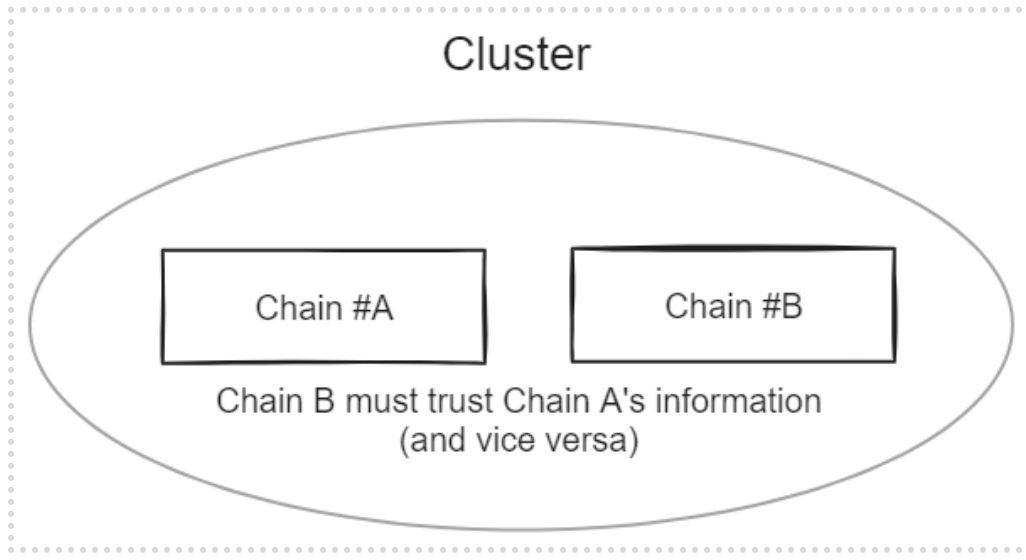 Cluster
Chain #A
Chain #B
Chain B must trust Chain A's information
(and vice versa)